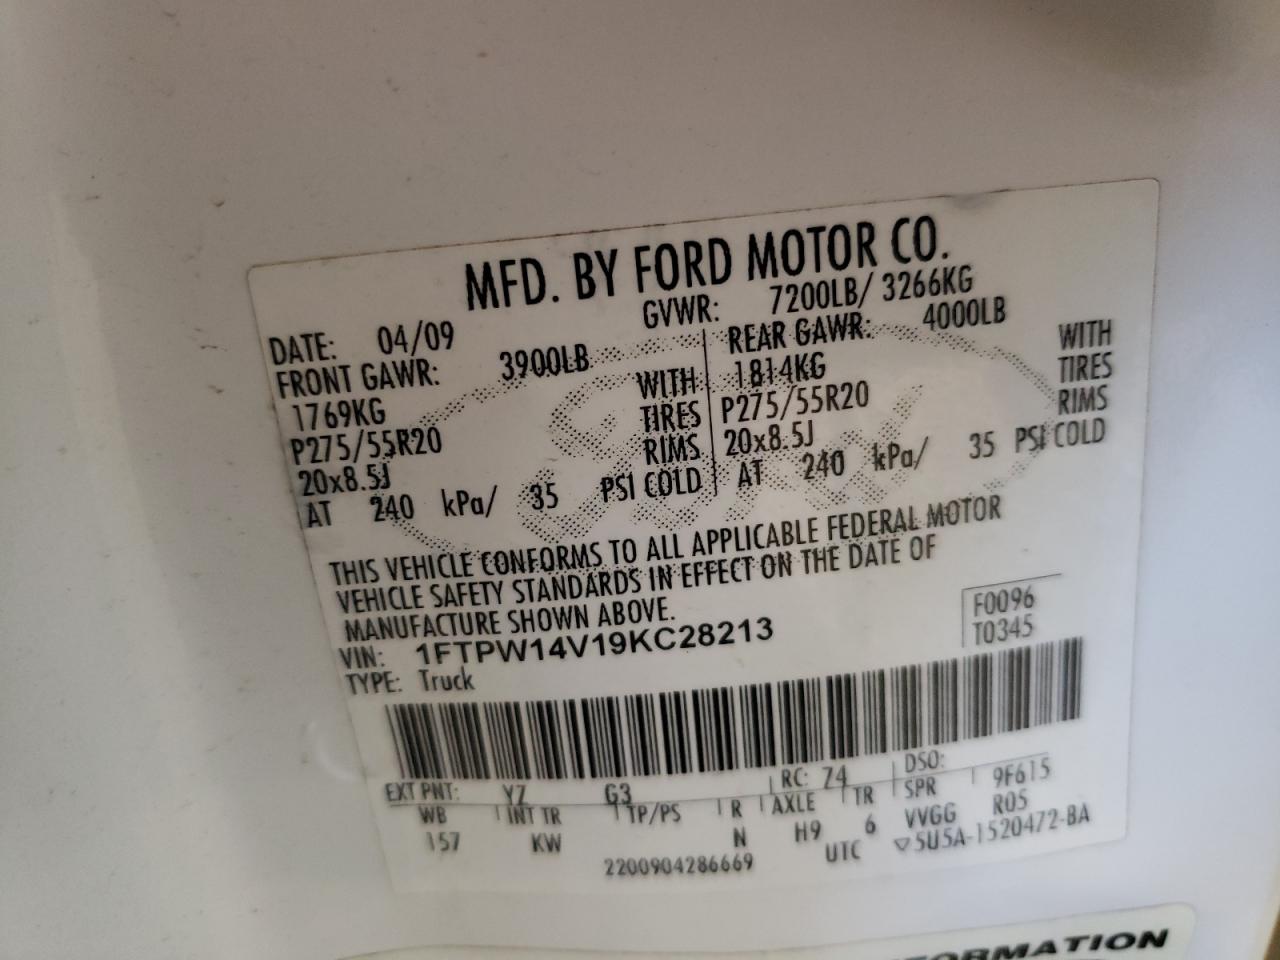 MFD. BY FORD MOTOR CO.
DATE: 04/09 GVWR: 7200LB/ 3266KG
FRONT GAWR: 3900LB REAR GAWR: 4000LB
1769KG WITH 1814KG WITH
P275/55R20 TIRES P275/55R20 TIRES
20x8.5J RIMS 20x8.5J RIMS
AT 240 kPa/ 35 PSI COLD AT 240 kPa/ 35 PSI COLD
THIS VEHICLE CONFORMS TO ALL APPLICABLE FEDERAL MOTOR
VEHICLE SAFETY STANDARDS IN EFFECT ON THE DATE OF
MANUFACTURE SHOWN ABOVE.
F0096
VIN: 1FTPW14V19KC28213 T0345
TYPE: Truck
EXT PNT: YZ G3 RC: 74 DSO:
WB INT TR TP/PS R AXLE TR SPR 9F615
157 KW N H9 6 VVGG R05
2200904286669 UTC ▽5U5A-1520472-BA
ORMATION